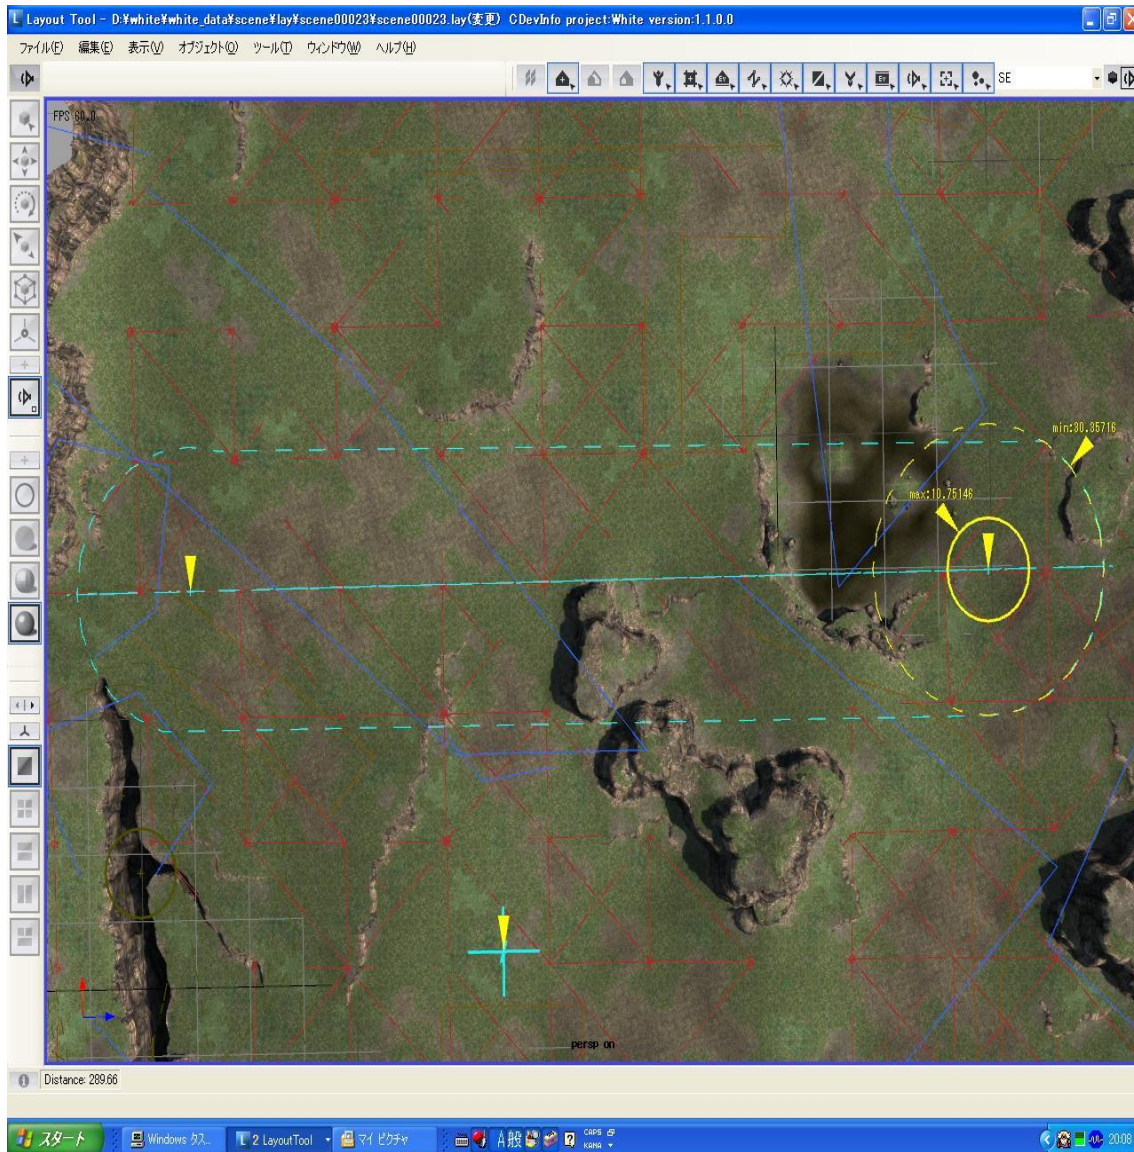 Layout Tool - D:¥white¥white_data¥scene¥lay¥scene00023¥scene00023.lay(変更) CDevInfo project:White version:1.1.0.0
ファイル(F) 編集(E) 表示(V) オブジェクト(O) ツール(T) ウィンドウ(W) ヘルプ(H)
SE
FPS 60.0
min:30.35716
max:10.75146
persp on
Distance: 289.66
スタート Windows タス... 2 LayoutTool マイ ピクチャ A 般 CAPS KANA 20:08